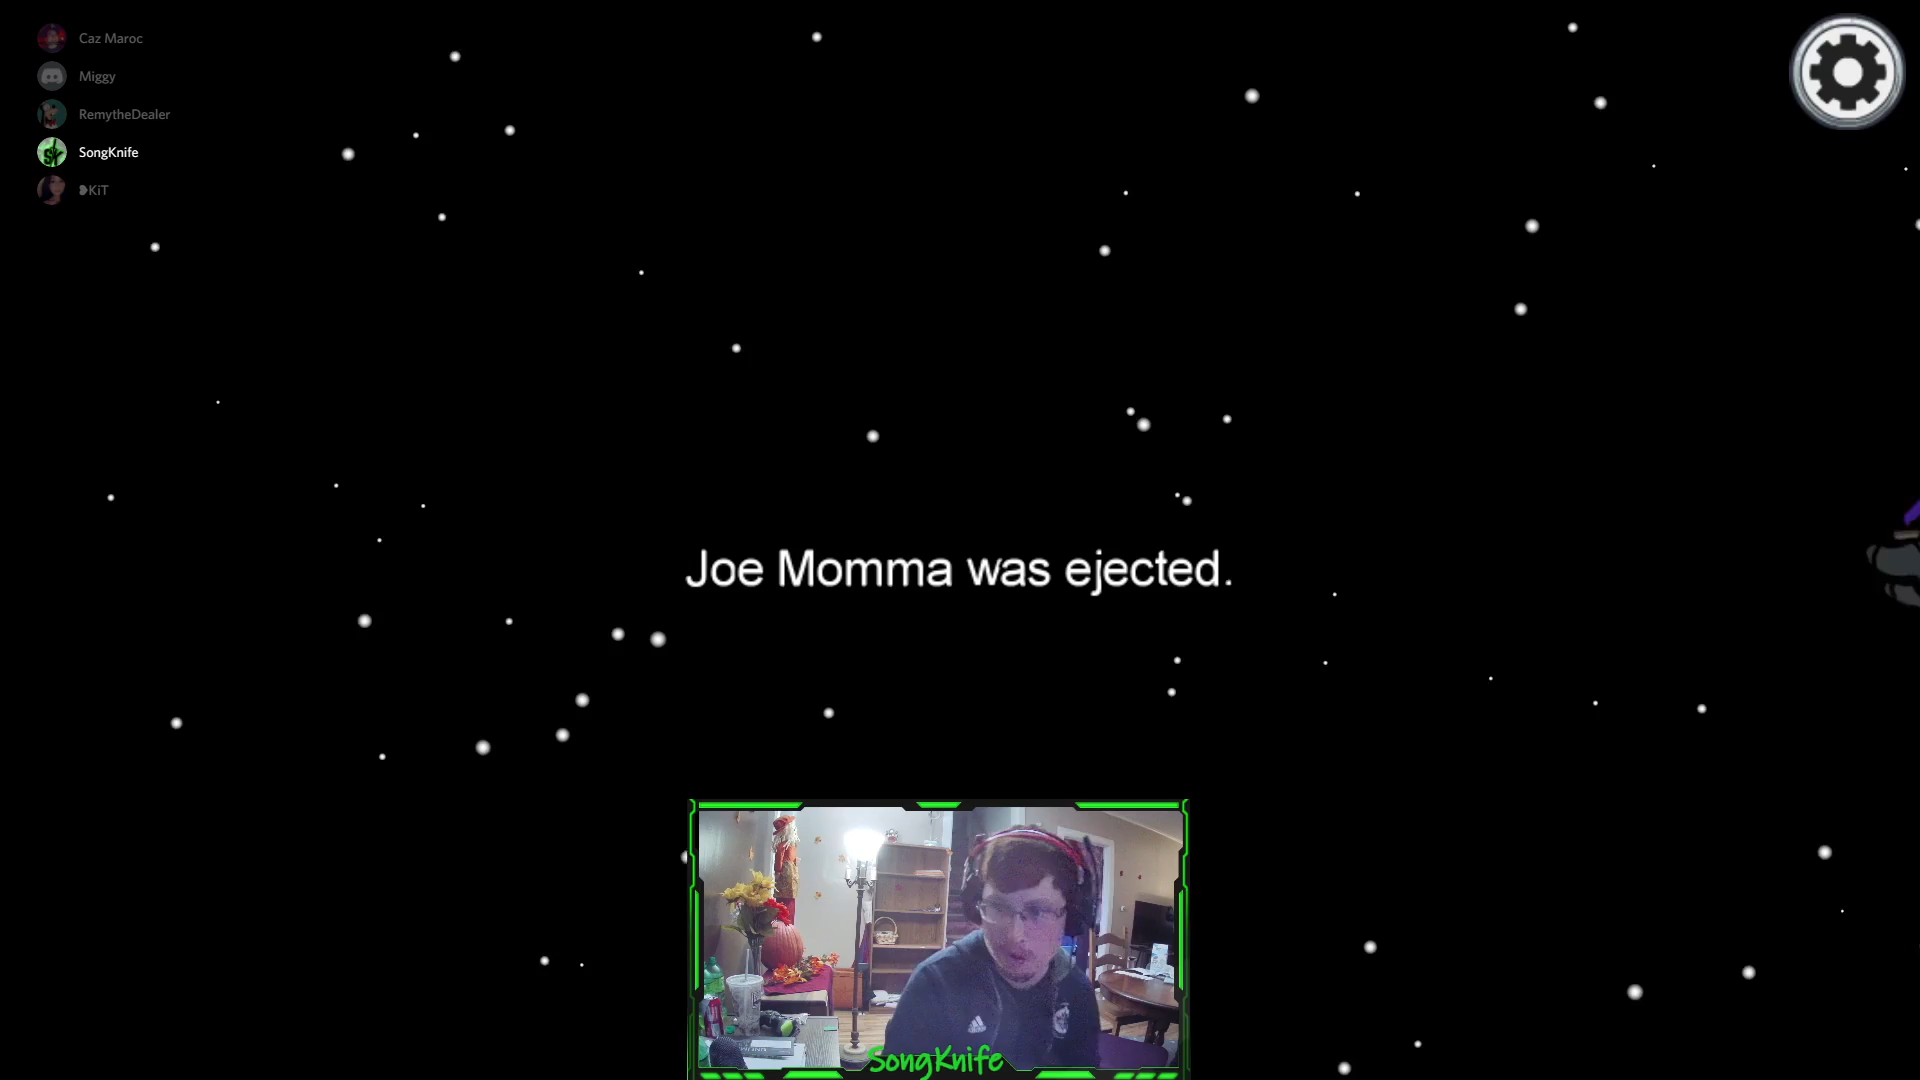 Caz Maroc
Miggy
RemytheDealer
SongKnife
❥KiT
Joe Momma was ejected.
SongKnife